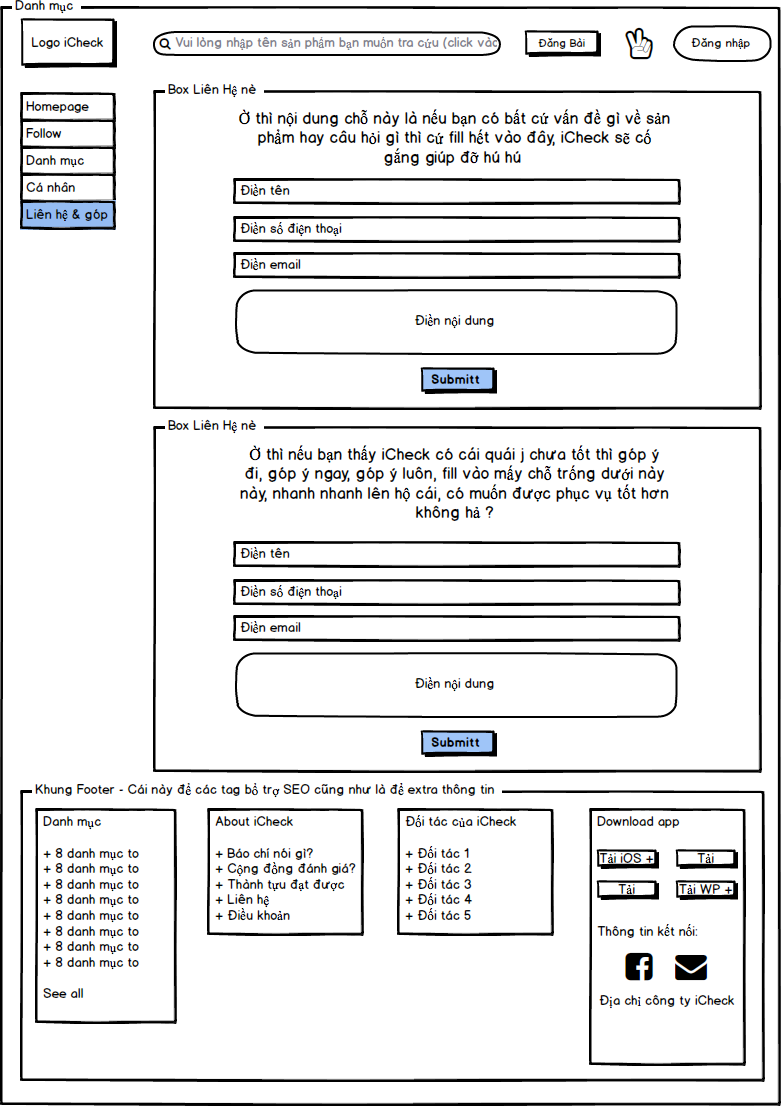 Danh mục
Logo iCheck
Vui lòng nhập tên sản phẩm bạn muốn tra cứu (click vào
Đăng Bài
Đăng nhập
Homepage
Follow
Danh mục
Cá nhân
Liên hệ & góp
Box Liên Hệ nè
Ờ thì nội dung chỗ này là nếu bạn có bất cứ vấn đề gì về sản
phẩm hay câu hỏi gì thì cứ fill hết vào đây, iCheck sẽ cố
gắng giúp đỡ hú hú
Điền tên
Điền số điện thoại
Điền email
Điền nội dung
Submitt
Box Liên Hệ nè
Ờ thì nếu bạn thấy iCheck có cái quái j chưa tốt thì góp ý
đi, góp ý ngay, góp ý luôn, fill vào mấy chỗ trống dưới này
này, nhanh nhanh lên hộ cái, có muốn được phục vụ tốt hơn
không hả ?
Điền tên
Điền số điện thoại
Điền email
Điền nội dung
Submitt
Khung Footer - Cái này để các tag bổ trợ SEO cũng như là để extra thông tin
Danh mục
+ 8 danh mục to
+ 8 danh mục to
+ 8 danh mục to
+ 8 danh mục to
+ 8 danh mục to
+ 8 danh mục to
+ 8 danh mục to
+ 8 danh mục to
See all
About iCheck
+ Báo chí nói gì?
+ Cộng đồng đánh giá?
+ Thành tựu đạt được
+ Liên hệ
+ Điều khoản
Đối tác của iCheck
+ Đối tác 1
+ Đối tác 2
+ Đối tác 3
+ Đối tác 4
+ Đối tác 5
Download app
Tải iOS +
Tải
Tải
Tải WP +
Thông tin kết nối:
Địa chỉ công ty iCheck